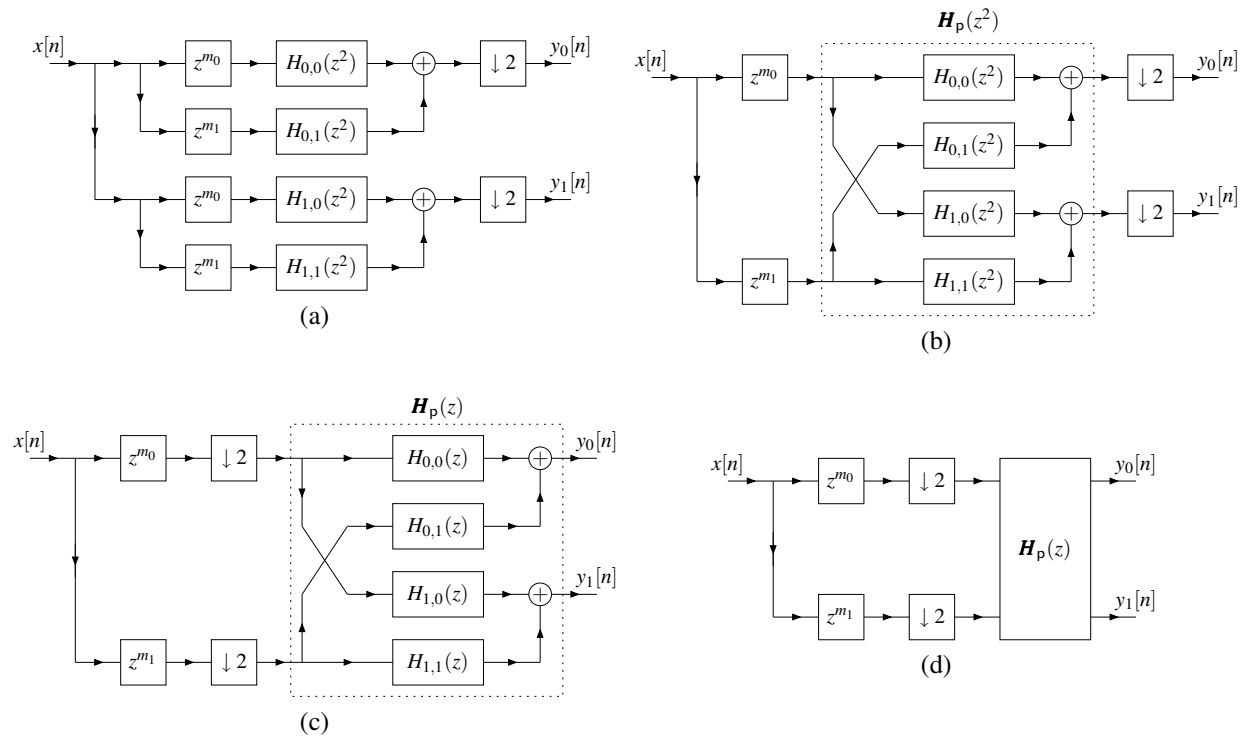 x[n] z^{m_0} H_{0,0}(z^2) + ↓ 2 y_0[n]
z^{m_1} H_{0,1}(z^2)
z^{m_0} H_{1,0}(z^2) + ↓ 2 y_1[n]
z^{m_1} H_{1,1}(z^2)
(a)
H_p(z^2)
x[n] z^{m_0} H_{0,0}(z^2) + ↓ 2 y_0[n]
H_{0,1}(z^2)
H_{1,0}(z^2) + ↓ 2 y_1[n]
z^{m_1} H_{1,1}(z^2)
(b)
H_p(z)
x[n] z^{m_0} ↓ 2 H_{0,0}(z) + y_0[n]
H_{0,1}(z)
H_{1,0}(z) + y_1[n]
z^{m_1} ↓ 2 H_{1,1}(z)
(c)
x[n] z^{m_0} ↓ 2 y_0[n]
H_p(z)
z^{m_1} ↓ 2 y_1[n]
(d)